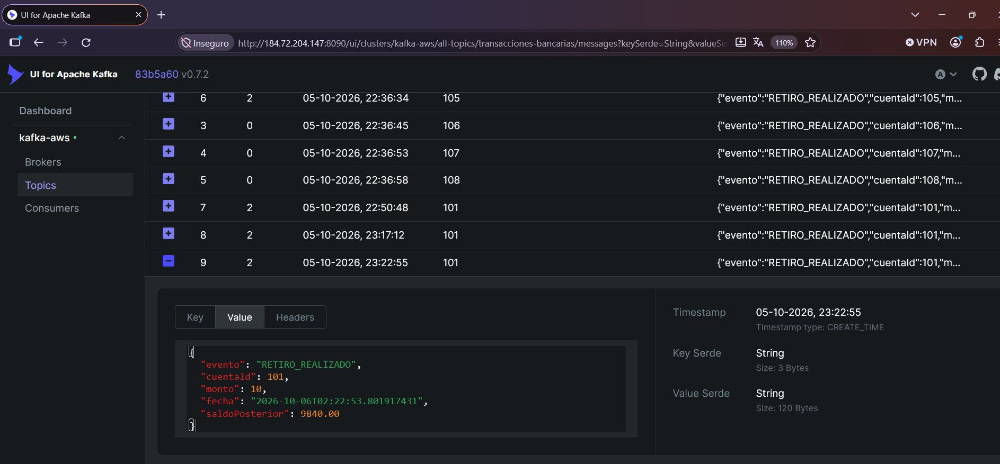 UI for Apache Kafka
Inseguro
http://184.72.204.147:8090/ui/clusters/kafka-aws/all-topics/transacciones-bancarias/messages?keySerde=String&valueSe
110%
VPN
UI for Apache Kafka
83b5a60 v0.7.2
A
Dashboard
kafka-aws
Brokers
Topics
Consumers
6 2 05-10-2026, 22:36:34 105 {"evento":"RETIRO_REALIZADO","cuentaId":105,"m...
3 0 05-10-2026, 22:36:45 106 {"evento":"RETIRO_REALIZADO","cuentaId":106,"m...
4 0 05-10-2026, 22:36:53 107 {"evento":"RETIRO_REALIZADO","cuentaId":107,"m...
5 0 05-10-2026, 22:36:58 108 {"evento":"RETIRO_REALIZADO","cuentaId":108,"m...
7 2 05-10-2026, 22:50:48 101 {"evento":"RETIRO_REALIZADO","cuentaId":101,"m...
8 2 05-10-2026, 23:17:12 101 {"evento":"RETIRO_REALIZADO","cuentaId":101,"m...
9 2 05-10-2026, 23:22:55 101 {"evento":"RETIRO_REALIZADO","cuentaId":101,"m...
Key Value Headers
{
"evento": "RETIRO_REALIZADO",
"cuentaId": 101,
"monto": 10,
"fecha": "2026-10-06T02:22:53.801917431",
"saldoPosterior": 9840.00
}
Timestamp 05-10-2026, 23:22:55
Timestamp type: CREATE_TIME
Key Serde String
Size: 3 Bytes
Value Serde String
Size: 120 Bytes